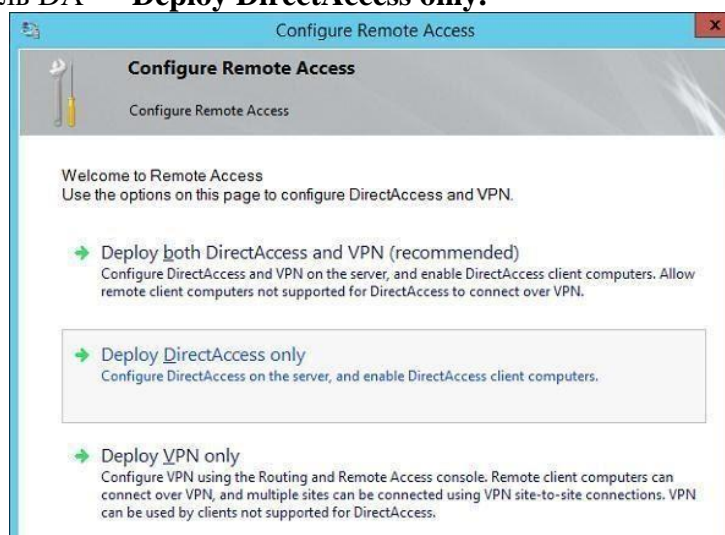 DA Deploy DirectAccess only.
Configure Remote Access
x
Configure Remote Access
Configure Remote Access
Welcome to Remote Access
Use the options on this page to configure DirectAccess and VPN.
Deploy both DirectAccess and VPN (recommended)
Configure DirectAccess and VPN on the server, and enable DirectAccess client computers. Allow
remote client computers not supported for DirectAccess to connect over VPN.
Deploy DirectAccess only
Configure DirectAccess on the server, and enable DirectAccess client computers.
Deploy VPN only
Configure VPN using the Routing and Remote Access console. Remote client computers can
connect over VPN, and multiple sites can be connected using VPN site-to-site connections. VPN
can be used by clients not supported for DirectAccess.